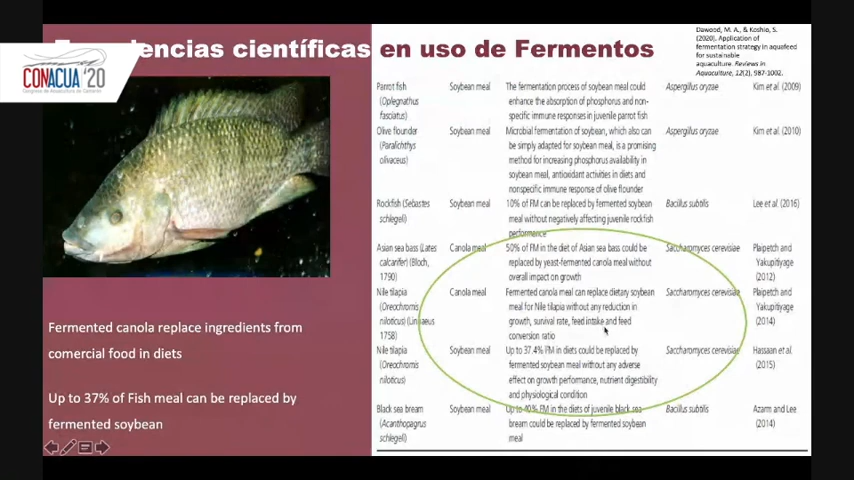 científicas en uso de Fermentos
CONACUA '20
Congreso de Acuacultura de Camarón
Dawood, M. A., & Koshio, S.
(2020). Application of
fermentation strategy in aquafeed
for sustainable
aquaculture. Reviews in
Aquaculture, 12(2), 987-1002.
Fermented canola replace ingredients from
comercial food in diets
Up to 37% of Fish meal can be replaced by
fermented soybean
Parrot fish Soybean meal The fermentation process of soybean meal could Aspergillus oryzae Kim et al. (2009)
(Oplegnathus enhance the absorption of phosphorus and non-
fasciatus) specific immune responses in juvenile parrot fish
Olive flounder Soybean meal Microbial fermentation of soybean, which also can Aspergillus oryzae Kim et al. (2010)
(Paralichthys be simply adapted for soybean meal, is a promising
olivaceus) method for increasing phosphorus availability in
soybean meal, antioxidant activities in diets and
nonspecific immune response of olive flounder
Rockfish (Sebastes Soybean meal 10% of FM can be replaced by fermented soybean Bacillus subtilis Lee et al. (2016)
schlegeli) meal without negatively affecting juvenile rockfish
performance
Asian sea bass (Lates Canola meal 50% of FM in the diet of Asian sea bass could be Saccharomyces cerevisiae Plaipetch and
calcarifer) (Bloch, replaced by yeast-fermented canola meal without Yakupitiyage
1790) overall impact on growth (2012)
Nile tilapia Canola meal Fermented canola meal can replace dietary soybean Saccharomyces cerevisiae Plaipetch and
(Oreochromis meal for Nile tilapia without any reduction in Yakupitiyage
niloticus) (Linnaeus growth, survival rate, feed intake and feed (2014)
1758) conversion ratio
Nile tilapia Soybean meal Up to 37.4% FM in diets could be replaced by Saccharomyces cerevisiae Hassaan et al.
(Oreochromis fermented soybean meal without any adverse (2015)
niloticus) effect on growth performance, nutrient digestibility
and physiological condition
Black sea bream Soybean meal Up to 40% FM in the diets of juvenile black sea Bacillus subtilis Azarm and Lee
(Acanthopagrus bream could be replaced by fermented soybean (2014)
schlegeli) meal